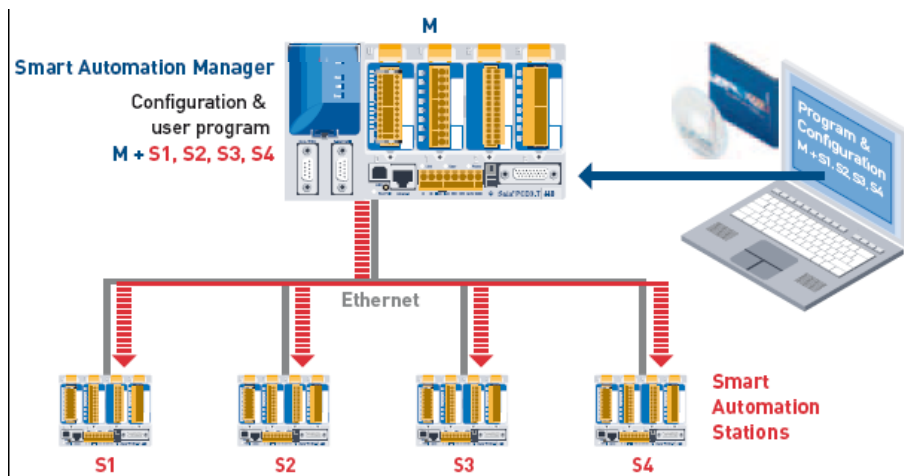 M
Smart Automation Manager
Configuration &
user program
M + S1, S2, S3, S4
Program &
Configuration
M + S1, S2, S3, S4
Ethernet
S1
S2
S3
S4
Smart
Automation
Stations